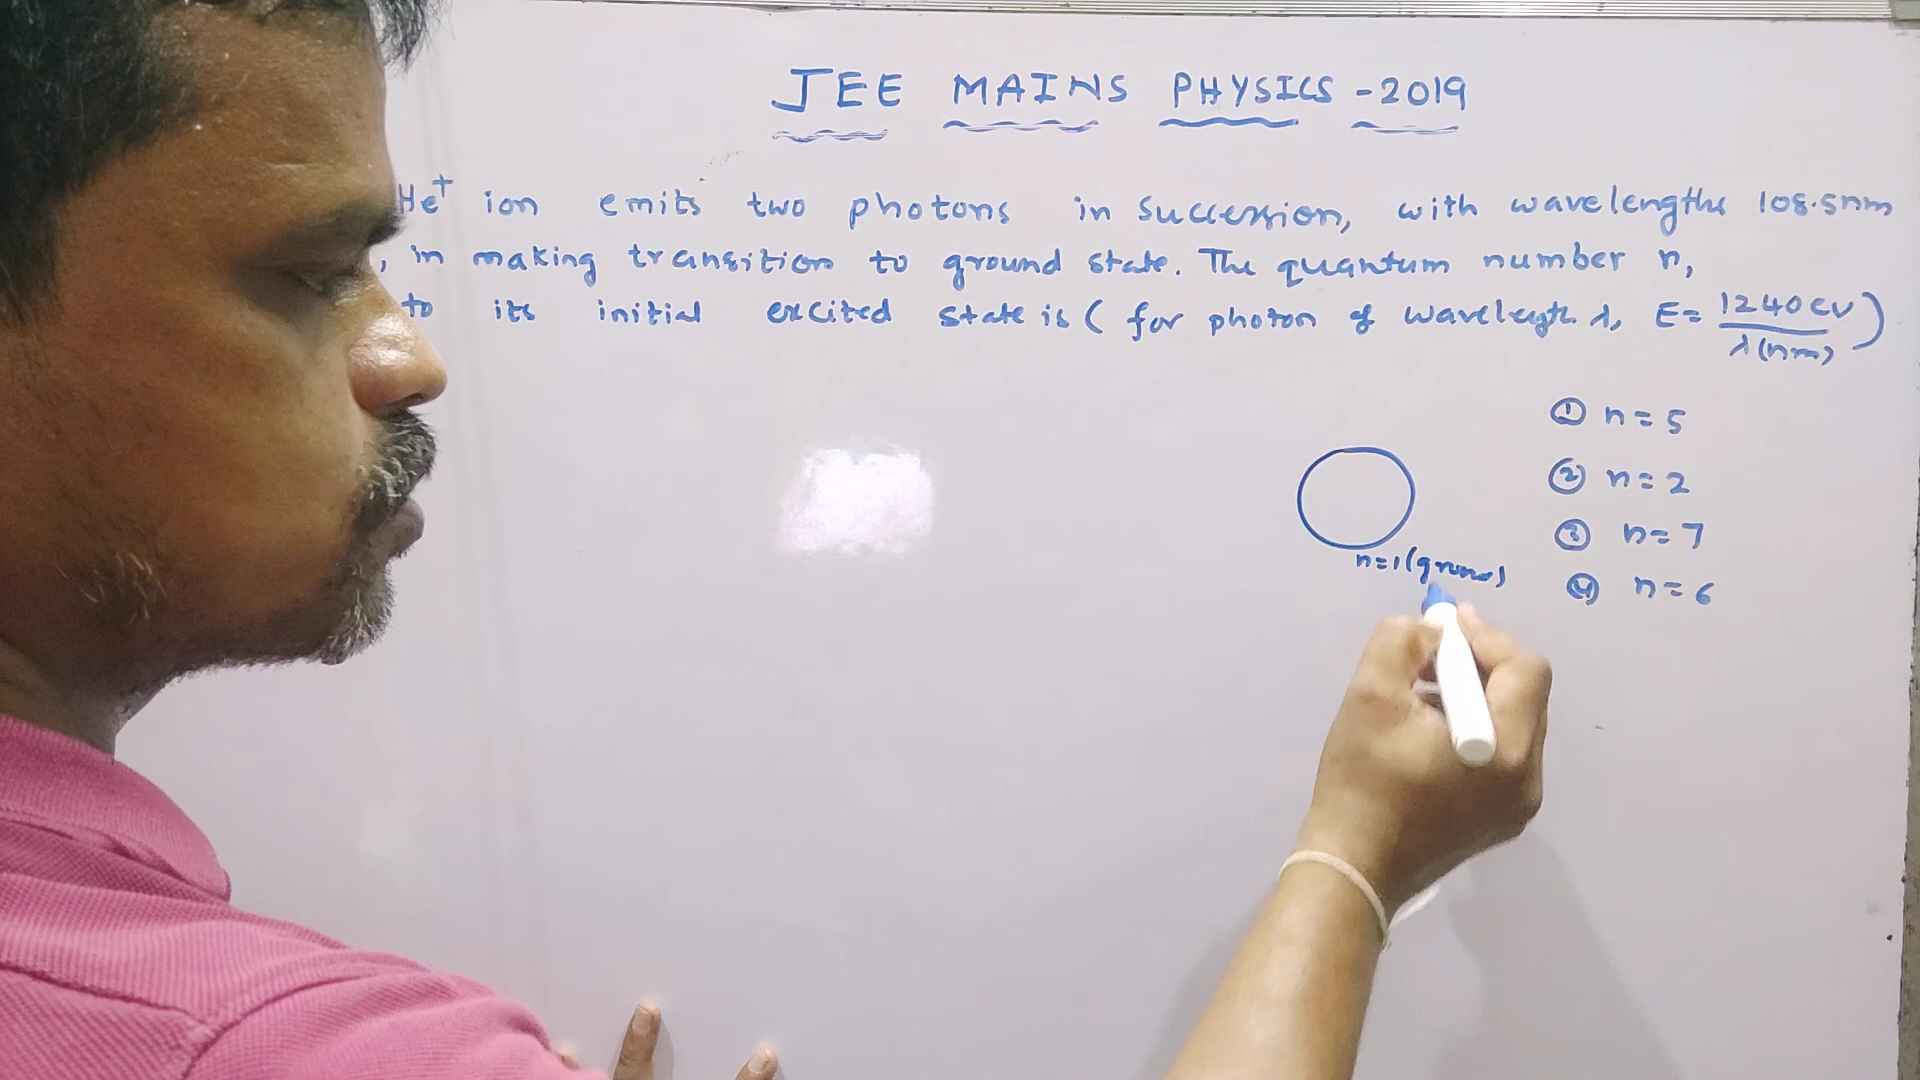 JEE MAINS PHYSICS - 2019
He⁺ ion emits two photons in succession, with wavelengths 108.5nm
, in making transition to ground state. The quantum number n,
to its initial excited state is ( for photon of wavelength λ, E = 1240 eV / λ(nm) )
① n = 5
② n = 2
③ n = 7
n=1(ground)
④ n = 6